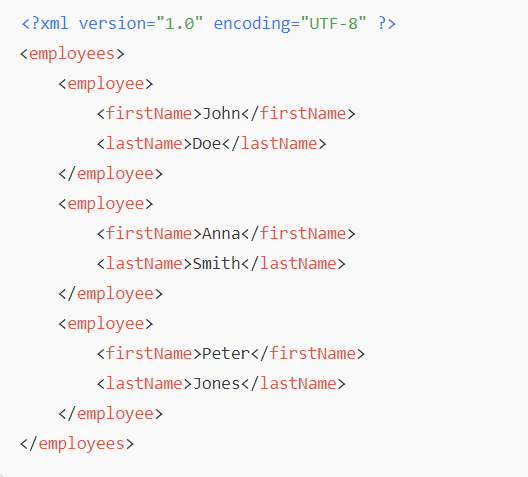 <?xml version="1.0" encoding="UTF-8" ?>
<employees>
    <employee>
        <firstName>John</firstName>
        <lastName>Doe</lastName>
    </employee>
    <employee>
        <firstName>Anna</firstName>
        <lastName>Smith</lastName>
    </employee>
    <employee>
        <firstName>Peter</firstName>
        <lastName>Jones</lastName>
    </employee>
</employees>